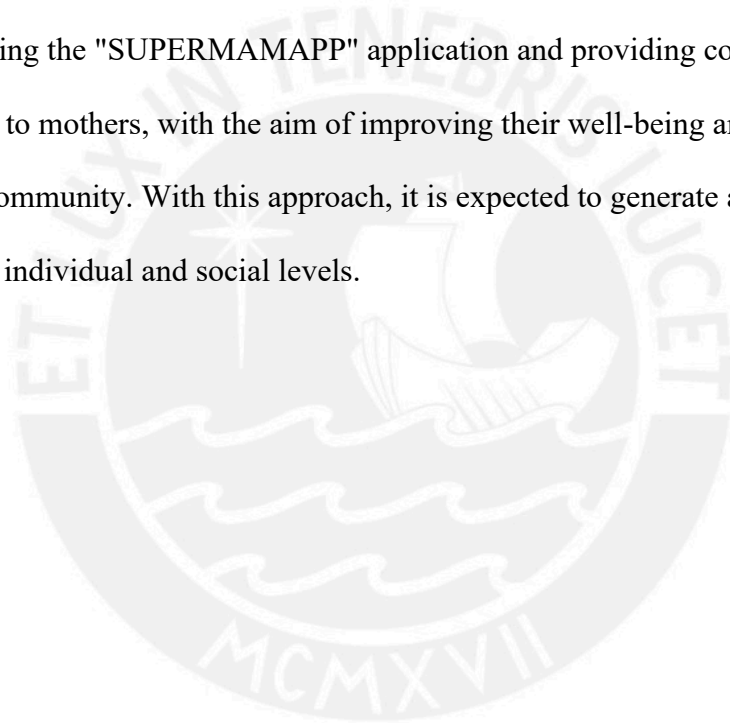 ing the "SUPERMAMAPP" application and providing co
to mothers, with the aim of improving their well-being a
ommunity. With this approach, it is expected to generate a
individual and social levels.
ET LUX IN TENEBRIS LUCET
MCMXVII